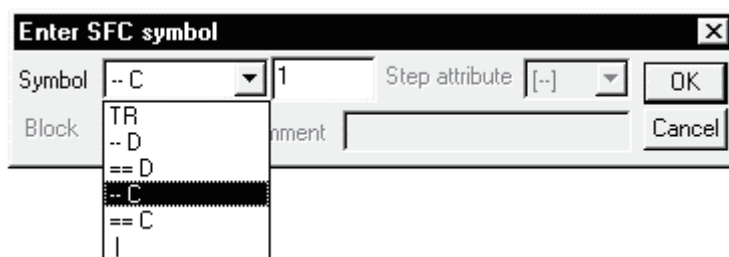 Enter SFC symbol
Symbol -- C 1 Step attribute [--] OK
Block mment Cancel
TR
-- D
== D
-- C
== C
|